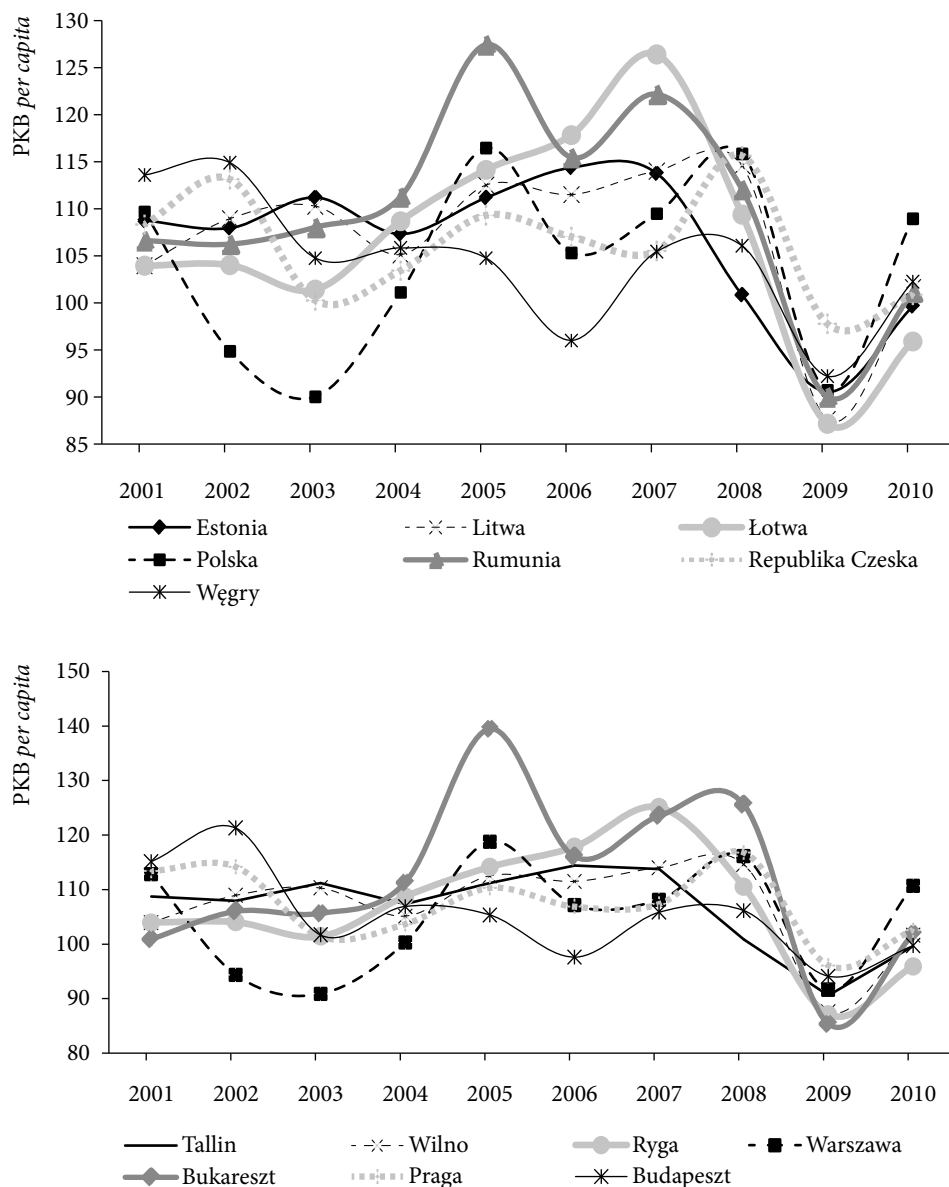 PKB per capita
130
125
120
115
110
105
100
95
90
85
2001 2002 2003 2004 2005 2006 2007 2008 2009 2010
Estonia Litwa Łotwa
Polska Rumunia Republika Czeska
Węgry
PKB per capita
150
140
130
120
110
100
90
80
2001 2002 2003 2004 2005 2006 2007 2008 2009 2010
Tallin Wilno Ryga Warszawa
Bukareszt Praga Budapeszt